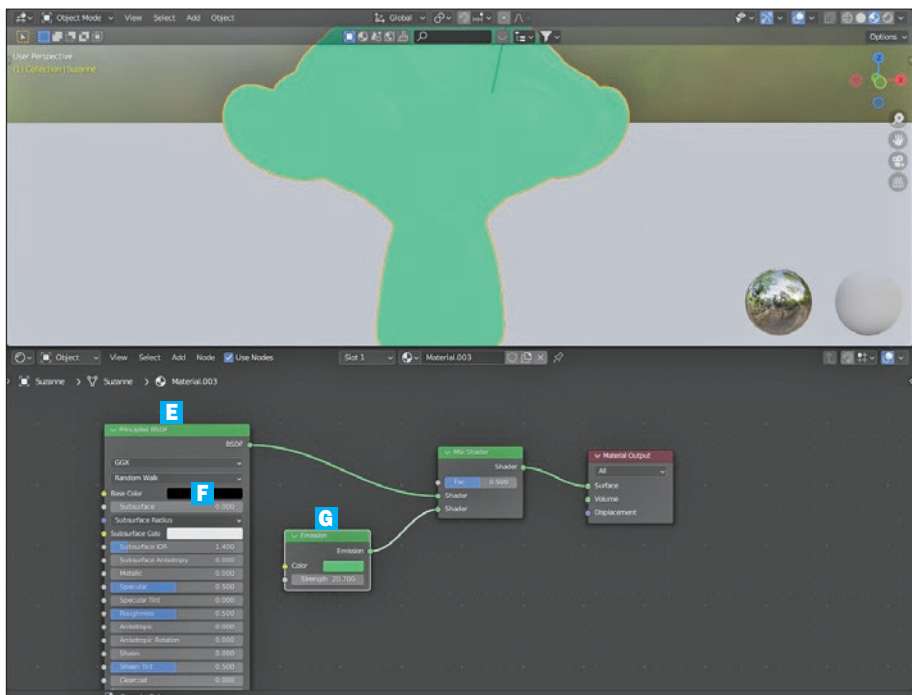 Object Mode View Select Add Object Global
Options
User Perspective
(1) Collection | Suzanne
Z
X
Object View Select Add Node Use Nodes Slot 1 Material.003
Suzanne > Suzanne > Material.003
E
Principled BSDF
BSDF
GGX
Random Walk
Base Color
F
Subsurface 0.000
Subsurface Radius
Subsurface Colo
Subsurface IOR 1.400
Subsurface Anisotropy 0.000
Metallic 0.000
Specular 0.500
Specular Tint 0.000
Roughness 0.500
Anisotropic 0.000
Anisotropic Rotation 0.000
Sheen 0.000
Sheen Tint 0.500
Clearcoat 0.000
G
Emission
Emission
Color
Strength 20.700
Mix Shader
Shader
Fac 0.500
Shader
Shader
Material Output
All
Surface
Volume
Displacement